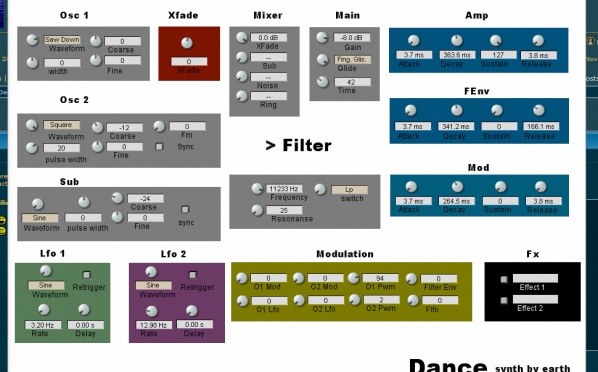 Osc 1
Saw Down
Waveform
0
Coarse
0
width
0
Fine
Xfade
0
XFade
Mixer
0.0 dB
XFade
--
Sub
--
Noise
--
Ring
Main
-8.0 dB
Gain
Fing. Glis.
Glide
42
Time
Amp
3.7 ms
363.6 ms
127
3.8 ms
Attack
Decay
Sustain
Release
Osc 2
Square
Waveform
-12
Coarse
0
Fm
20
pulse width
0
Fine
Sync
> Filter
FEnv
3.7 ms
341.2 ms
0
166.1 ms
Attack
Decay
Sustain
Release
Sub
Sine
Waveform
0
pulse width
-24
Coarse
0
Fine
sync
11233 Hz
Frequency
Lp
switch
25
Resonanse
Mod
3.7 ms
264.5 ms
0
3.8 ms
Attack
Decay
Sustain
Release
Lfo 1
Sine
Waveform
Retrigger
3.20 Hz
0.00 s
Rate
Delay
Lfo 2
Sine
Waveform
Retrigger
12.98 Hz
0.00 s
Rate
Delay
Modulation
0
0
94
0
O1 Mod
O2 Mod
O1 Pwm
Filter Env
0
0
2
0
O1 Lfo
O2 Lfo
O2 Pwm
Flfo
Fx
Effect 1
Effect 2
Dance synth by earth